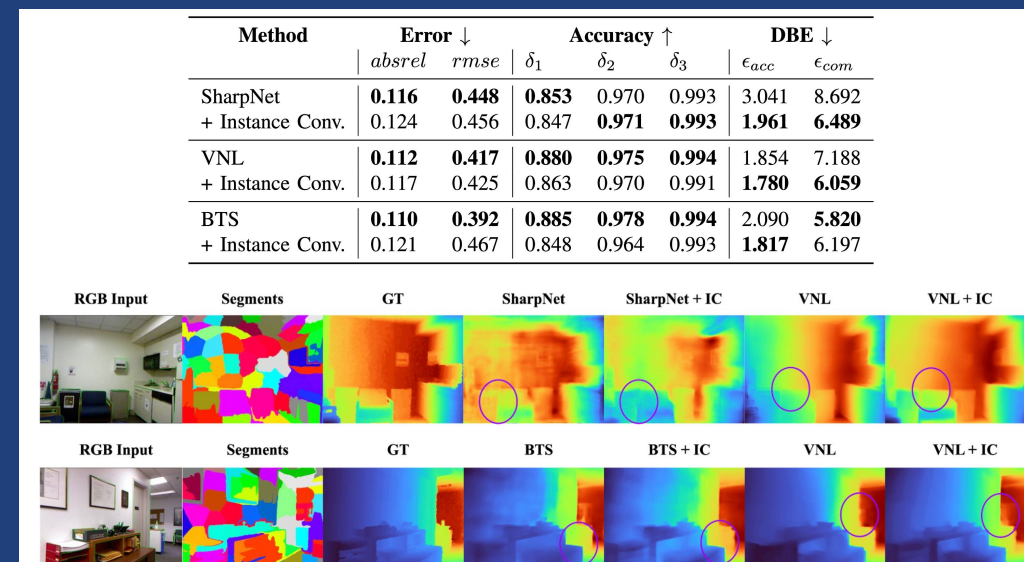 Method Error ↓ Accuracy ↑ DBE ↓
absrel rmse δ1 δ2 δ3 ϵacc ϵcom
SharpNet 0.116 0.448 0.853 0.970 0.993 3.041 8.692
+ Instance Conv. 0.124 0.456 0.847 0.971 0.993 1.961 6.489
VNL 0.112 0.417 0.880 0.975 0.994 1.854 7.188
+ Instance Conv. 0.117 0.425 0.863 0.970 0.991 1.780 6.059
BTS 0.110 0.392 0.885 0.978 0.994 2.090 5.820
+ Instance Conv. 0.121 0.467 0.848 0.964 0.993 1.817 6.197
RGB Input Segments GT SharpNet SharpNet + IC VNL VNL + IC
RGB Input Segments GT BTS BTS + IC VNL VNL + IC